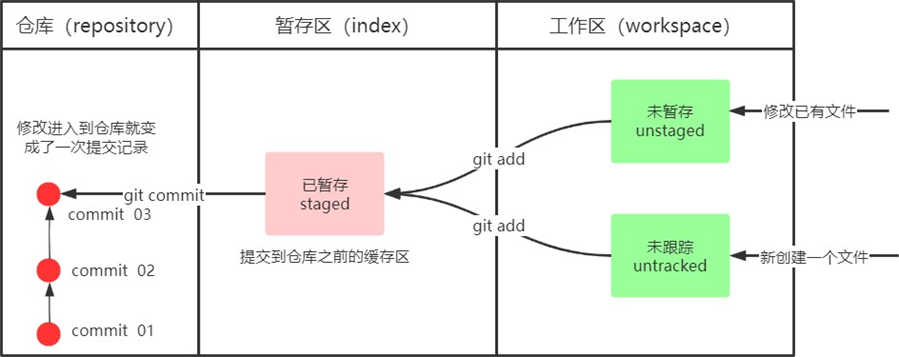 仓库（repository）
暂存区（index）
工作区（workspace）
未暂存
unstaged
修改已有文件
修改进入到仓库就变
成了一次提交记录
git add
git commit
已暂存
staged
commit 03
git add
未跟踪
untracked
新创建一个文件
提交到仓库之前的缓存区
commit 02
commit 01